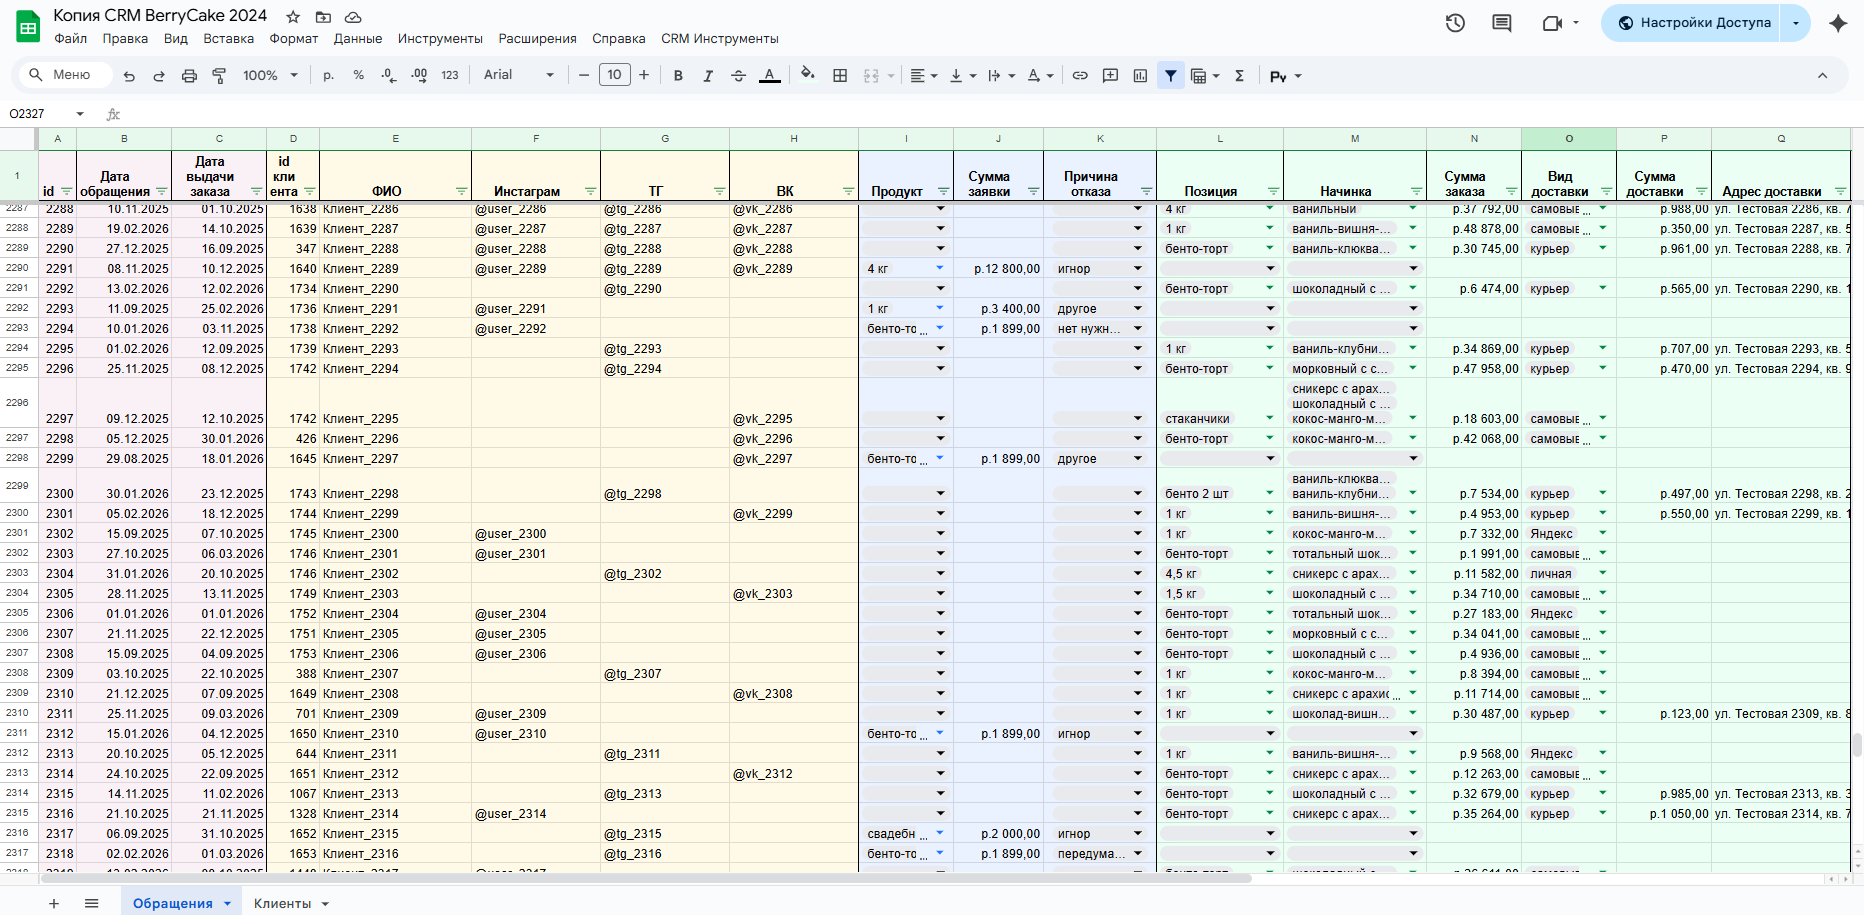 Копия CRM BerryCake 2024
Файл Правка Вид Вставка Формат Данные Инструменты Расширения Справка CRM Инструменты
Настройки Доступа
Меню 100% р. % .0 .00 123 Arial 10
O2327 fx
A B C D E F G H I J K L M N O P Q
1 id Дата обращения Дата выдачи заказа id кли ента ФИО Инстаграм ТГ ВК Продукт Сумма заявки Причина отказа Позиция Начинка Сумма заказа Вид доставки Сумма доставки Адрес доставки
2287 2288 10.11.2025 01.10.2025 1638 Клиент_2286 @user_2286 @tg_2286 @vk_2286 4 кг ванильный р.37 792,00 самовые ... р.988,00 ул. Тестовая 2286, кв. 7
2288 2289 19.02.2026 14.10.2025 1639 Клиент_2287 @user_2287 @tg_2287 @vk_2287 1 кг ваниль-вишня-... р.48 878,00 самовые ... р.350,00 ул. Тестовая 2287, кв. 5
2289 2290 27.12.2025 16.09.2025 347 Клиент_2288 @user_2288 @tg_2288 @vk_2288 бенто-торт ваниль-клюква... р.30 745,00 курьер р.961,00 ул. Тестовая 2288, кв. 7
2290 2291 08.11.2025 10.12.2025 1640 Клиент_2289 @user_2289 @tg_2289 @vk_2289 4 кг р.12 800,00 игнор
2291 2292 13.02.2026 12.02.2026 1734 Клиент_2290 @tg_2290 бенто-торт шоколадный с ... р.6 474,00 курьер р.565,00 ул. Тестовая 2290, кв. 1
2292 2293 11.09.2025 25.02.2026 1736 Клиент_2291 @user_2291 1 кг р.3 400,00 другое
2293 2294 10.01.2026 03.11.2025 1738 Клиент_2292 @user_2292 бенто-то ... р.1 899,00 нет нужн...
2294 2295 01.02.2026 12.09.2025 1739 Клиент_2293 @tg_2293 1 кг ваниль-клубни... р.34 869,00 курьер р.707,00 ул. Тестовая 2293, кв. 5
2295 2296 25.11.2025 08.12.2025 1742 Клиент_2294 @tg_2294 бенто-торт морковный с с... р.47 958,00 курьер р.470,00 ул. Тестовая 2294, кв. 9
сникерс с арах...
2296 шоколадный с ...
2297 09.12.2025 12.10.2025 1742 Клиент_2295 @vk_2295 стаканчики кокос-манго-м... р.18 603,00 самовые ...
2297 2298 05.12.2025 30.01.2026 426 Клиент_2296 @vk_2296 бенто-торт кокос-манго-м... р.42 068,00 самовые ...
2298 2299 29.08.2025 18.01.2026 1645 Клиент_2297 @vk_2297 бенто-то ... р.1 899,00 другое
2299 ваниль-клюква...
2300 30.01.2026 23.12.2025 1743 Клиент_2298 @tg_2298 бенто 2 шт ваниль-клубни... р.7 534,00 курьер р.497,00 ул. Тестовая 2298, кв. 2
2300 2301 05.02.2026 18.12.2025 1744 Клиент_2299 @vk_2299 1 кг ваниль-вишня-... р.4 953,00 курьер р.550,00 ул. Тестовая 2299, кв. 1
2301 2302 15.09.2025 07.10.2025 1745 Клиент_2300 @user_2300 1 кг кокос-манго-м... р.7 332,00 Яндекс
2302 2303 27.10.2025 06.03.2026 1746 Клиент_2301 @user_2301 бенто-торт тотальный шок... р.1 991,00 самовые ...
2303 2304 31.01.2026 20.10.2025 1746 Клиент_2302 @tg_2302 4,5 кг сникерс с арах... р.11 582,00 личная
2304 2305 28.11.2025 13.11.2025 1749 Клиент_2303 @vk_2303 1,5 кг шоколадный с ... р.34 710,00 самовые ...
2305 2306 01.01.2026 01.01.2026 1752 Клиент_2304 @user_2304 бенто-торт тотальный шок... р.27 183,00 Яндекс
2306 2307 21.11.2025 22.12.2025 1751 Клиент_2305 @user_2305 бенто-торт морковный с с... р.34 041,00 самовые ...
2307 2308 15.09.2025 04.09.2025 1753 Клиент_2306 @user_2306 бенто-торт шоколадный с ... р.4 936,00 самовые ...
2308 2309 03.10.2025 22.10.2025 388 Клиент_2307 @tg_2307 1 кг кокос-манго-м... р.8 394,00 самовые ...
2309 2310 21.12.2025 07.09.2025 1649 Клиент_2308 @vk_2308 1 кг сникерс с арахис ... р.11 714,00 самовые ...
2310 2311 25.11.2025 09.03.2026 701 Клиент_2309 @user_2309 1 кг шоколад-вишн... р.30 487,00 курьер р.123,00 ул. Тестовая 2309, кв. 8
2311 2312 15.01.2026 04.12.2025 1650 Клиент_2310 @user_2310 бенто-то ... р.1 899,00 игнор
2312 2313 20.10.2025 05.12.2025 644 Клиент_2311 @tg_2311 1 кг ваниль-вишня-... р.9 568,00 Яндекс
2313 2314 24.10.2025 22.09.2025 1651 Клиент_2312 @vk_2312 бенто-торт сникерс с арах... р.12 263,00 самовые ...
2314 2315 14.11.2025 11.02.2026 1067 Клиент_2313 @tg_2313 бенто-торт шоколадный с ... р.32 679,00 курьер р.985,00 ул. Тестовая 2313, кв. 3
2315 2316 21.10.2025 21.11.2025 1328 Клиент_2314 @user_2314 бенто-торт сникерс с арах... р.35 264,00 курьер р.1 050,00 ул. Тестовая 2314, кв. 7
2316 2317 06.09.2025 31.10.2025 1652 Клиент_2315 @tg_2315 свадебн ... р.2 000,00 игнор
2317 2318 02.02.2026 01.03.2026 1653 Клиент_2316 @tg_2316 бенто-то ... р.1 899,00 передума...
Обращения Клиенты